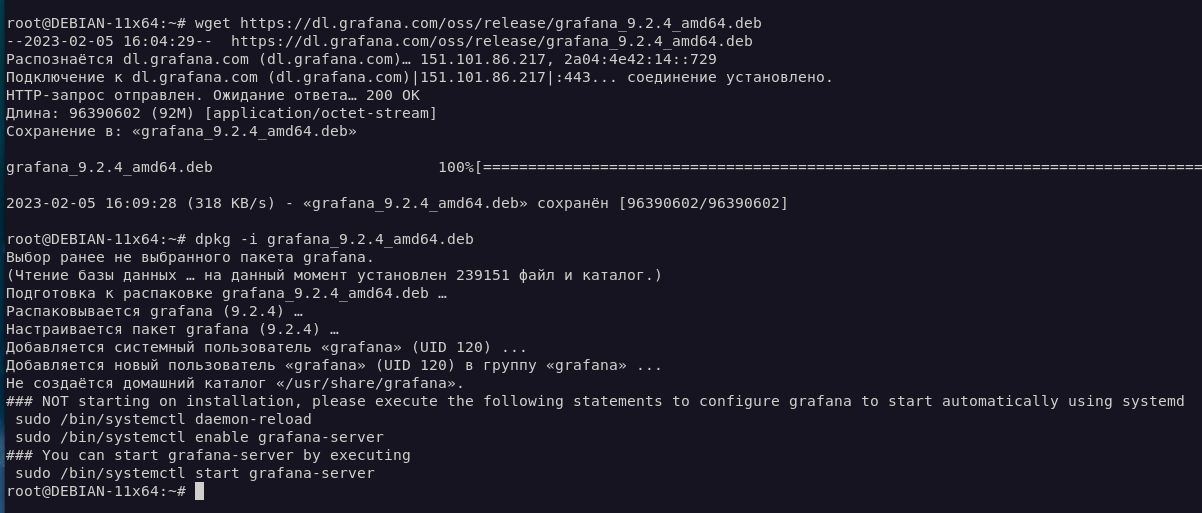 root@DEBIAN-11x64:~# wget https://dl.grafana.com/oss/release/grafana_9.2.4_amd64.deb
--2023-02-05 16:04:29--  https://dl.grafana.com/oss/release/grafana_9.2.4_amd64.deb
Распознаётся dl.grafana.com (dl.grafana.com)… 151.101.86.217, 2a04:4e42:14::729
Подключение к dl.grafana.com (dl.grafana.com)|151.101.86.217|:443... соединение установлено.
HTTP-запрос отправлен. Ожидание ответа… 200 OK
Длина: 96390602 (92M) [application/octet-stream]
Сохранение в: «grafana_9.2.4_amd64.deb»
grafana_9.2.4_amd64.deb                         100%[================================================================================
2023-02-05 16:09:28 (318 KB/s) - «grafana_9.2.4_amd64.deb» сохранён [96390602/96390602]
root@DEBIAN-11x64:~# dpkg -i grafana_9.2.4_amd64.deb
Выбор ранее не выбранного пакета grafana.
(Чтение базы данных … на данный момент установлен 239151 файл и каталог.)
Подготовка к распаковке grafana_9.2.4_amd64.deb …
Распаковывается grafana (9.2.4) …
Настраивается пакет grafana (9.2.4) …
Добавляется системный пользователь «grafana» (UID 120) ...
Добавляется новый пользователь «grafana» (UID 120) в группу «grafana» ...
Не создаётся домашний каталог «/usr/share/grafana».
### NOT starting on installation, please execute the following statements to configure grafana to start automatically using systemd
 sudo /bin/systemctl daemon-reload
 sudo /bin/systemctl enable grafana-server
### You can start grafana-server by executing
 sudo /bin/systemctl start grafana-server
root@DEBIAN-11x64:~#